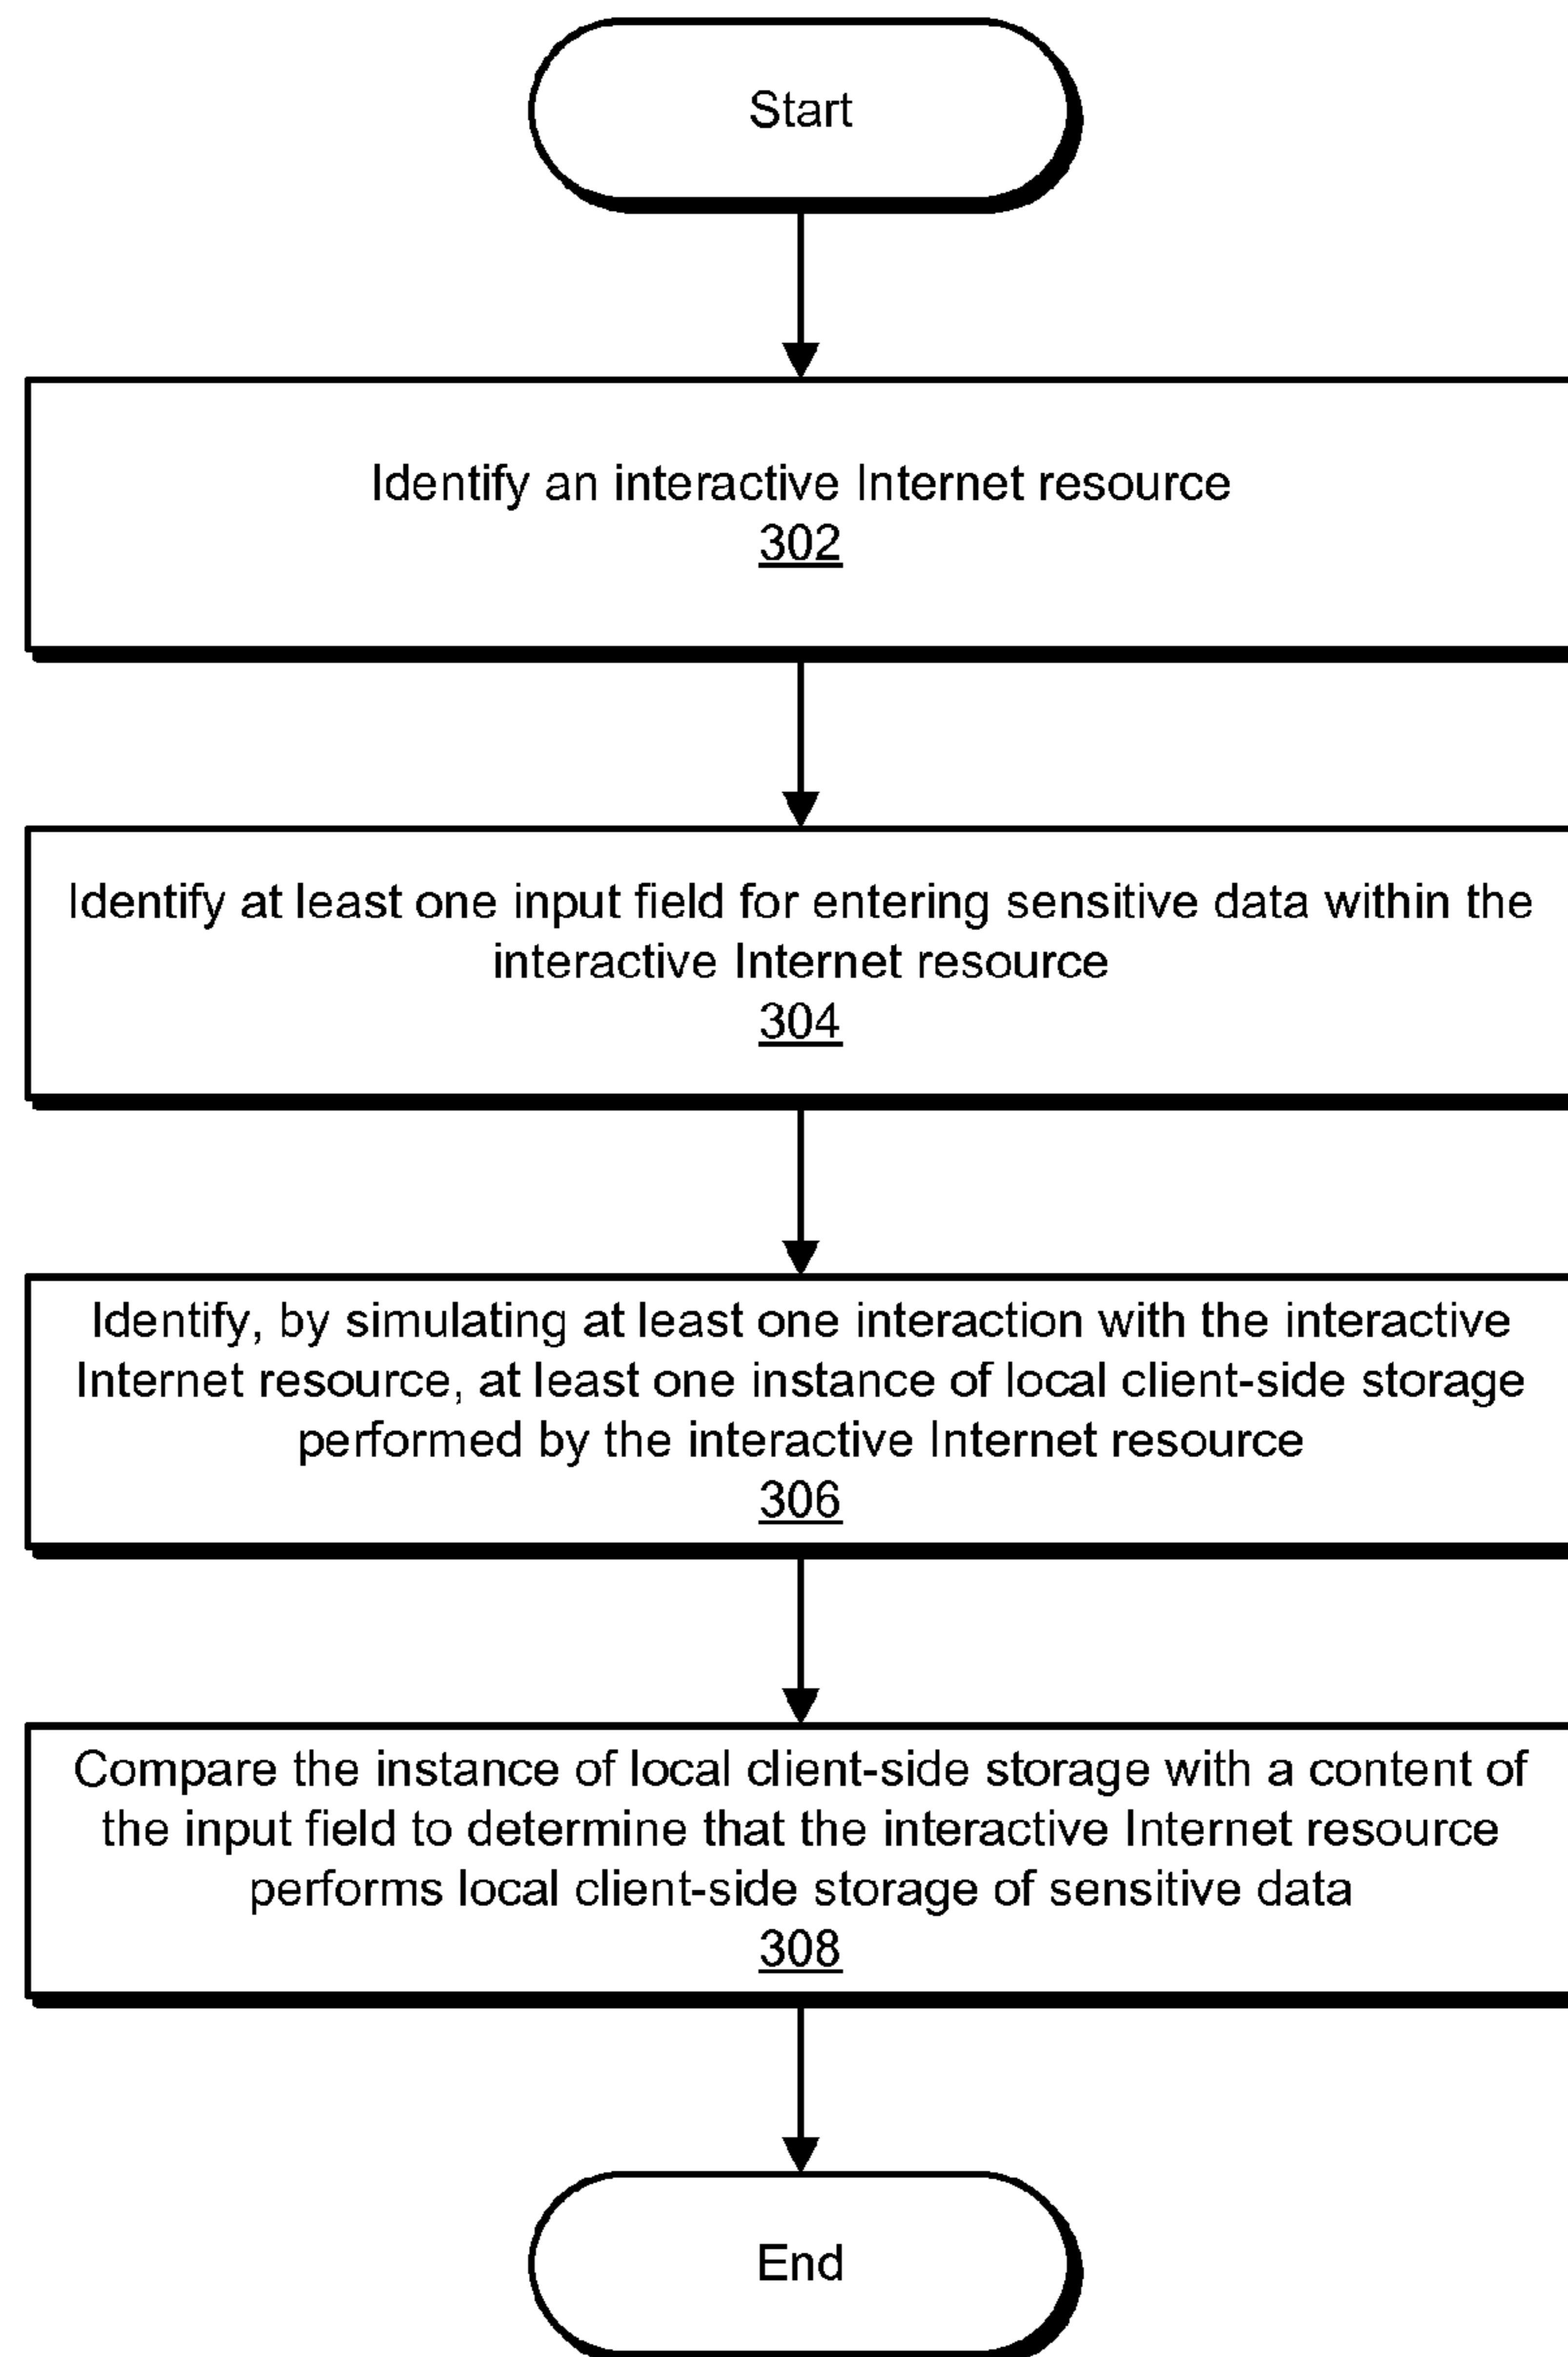 Start
Identify an interactive Internet resource
302
Identify at least one input field for entering sensitive data within the
interactive Internet resource
304
Identify, by simulating at least one interaction with the interactive
Internet resource, at least one instance of local client-side storage
performed by the interactive Internet resource
306
Compare the instance of local client-side storage with a content of
the input field to determine that the interactive Internet resource
performs local client-side storage of sensitive data
308
End